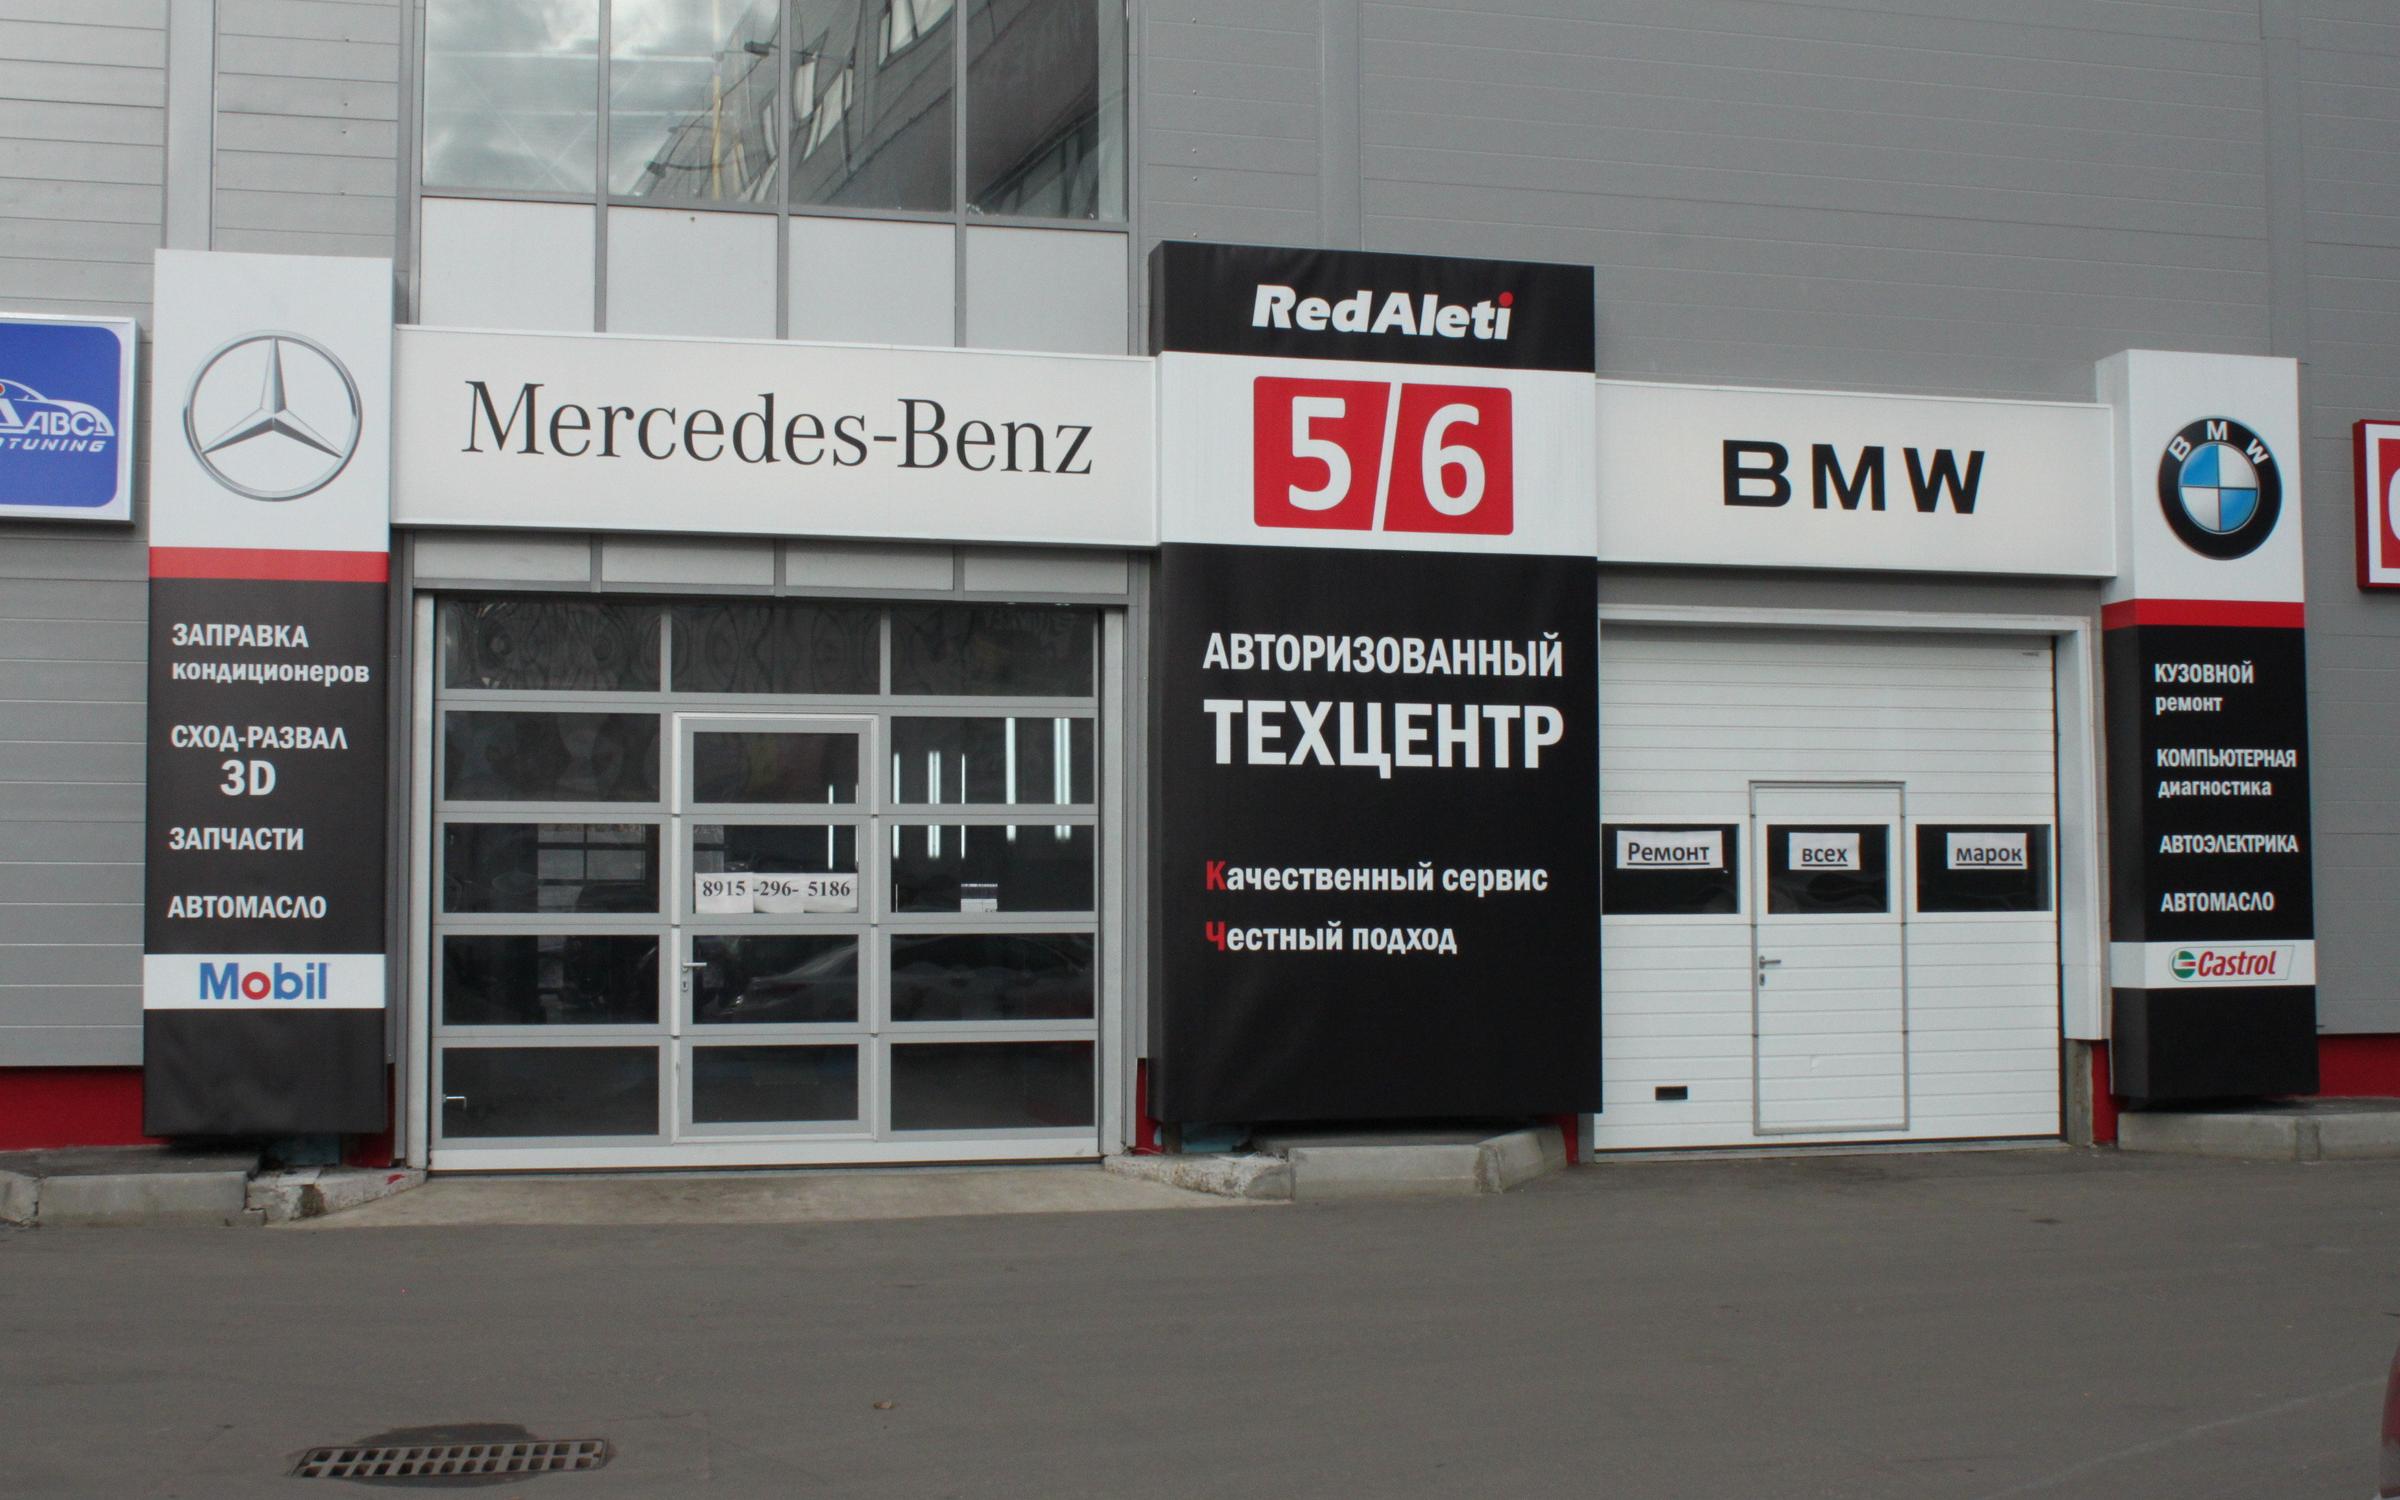 ABC
TUNING
Mercedes-Benz
ЗАПРАВКА
кондиционеров
СХОД-РАЗВАЛ
3D
ЗАПЧАСТИ
АВТОМАСЛО
Mobil
8915-296-5186
RedAleti
5/6
АВТОРИЗОВАННЫЙ
ТЕХЦЕНТР
Качественный сервис
Честный подход
BMW
Ремонт всех марок
BMW
КУЗОВНОЙ
ремонт
КОМПЬЮТЕРНАЯ
диагностика
АВТОЭЛЕКТРИКА
АВТОМАСЛО
Castrol